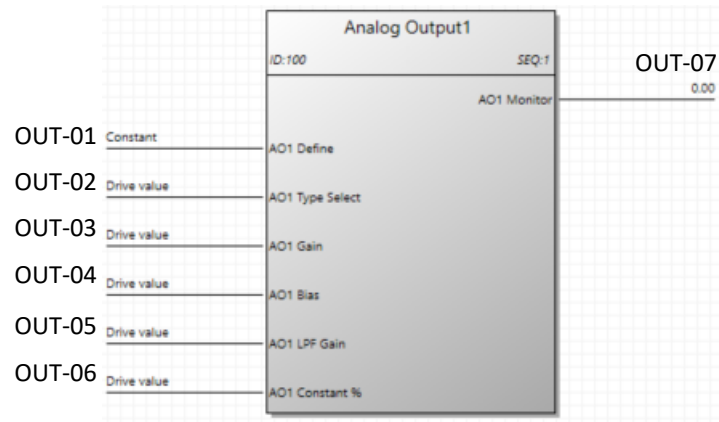 Analog Output1
ID:100 SEQ:1
OUT-07
0.00
AO1 Monitor
OUT-01 Constant
AO1 Define
OUT-02 Drive value
AO1 Type Select
OUT-03 Drive value
AO1 Gain
OUT-04 Drive value
AO1 Bias
OUT-05 Drive value
AO1 LPF Gain
OUT-06 Drive value
AO1 Constant %